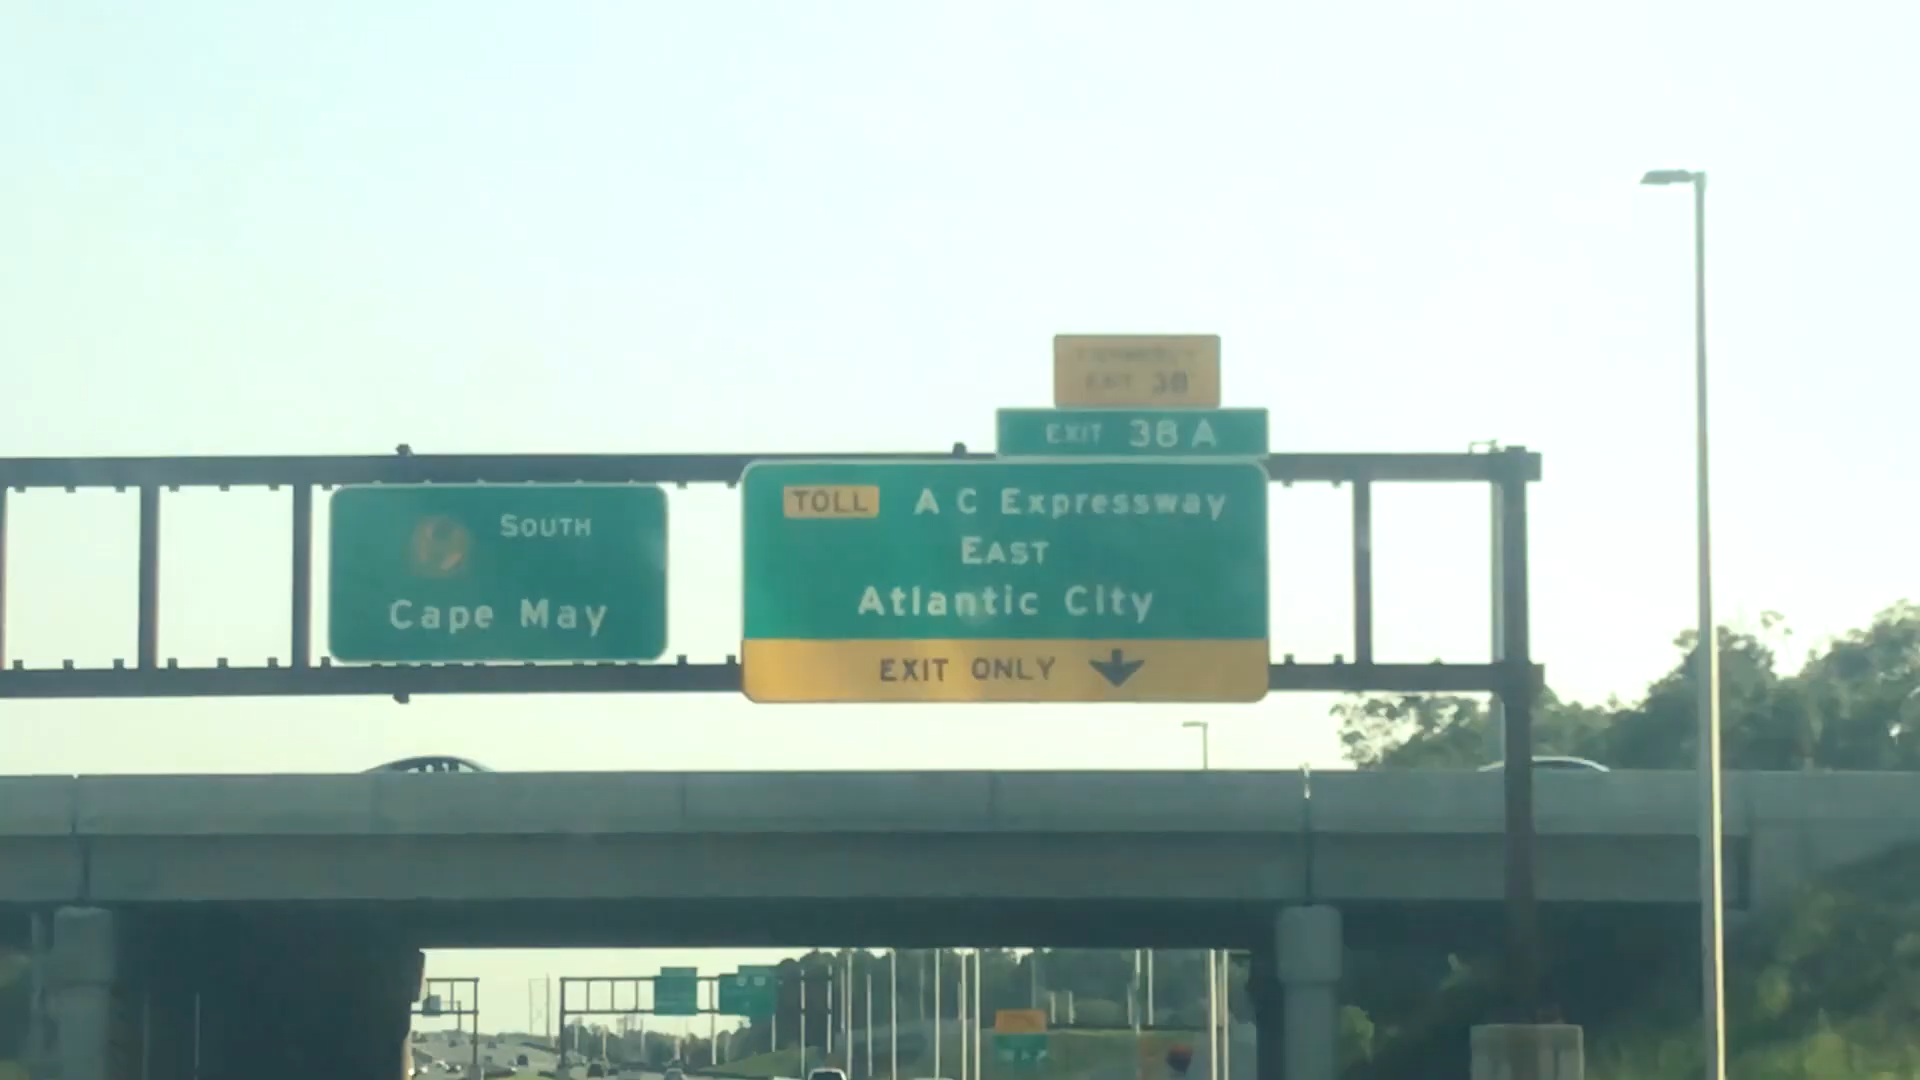 SOUTH
Cape May
EXIT 38
EXIT 38 A
TOLL A C Expressway
EAST
Atlantic City
EXIT ONLY